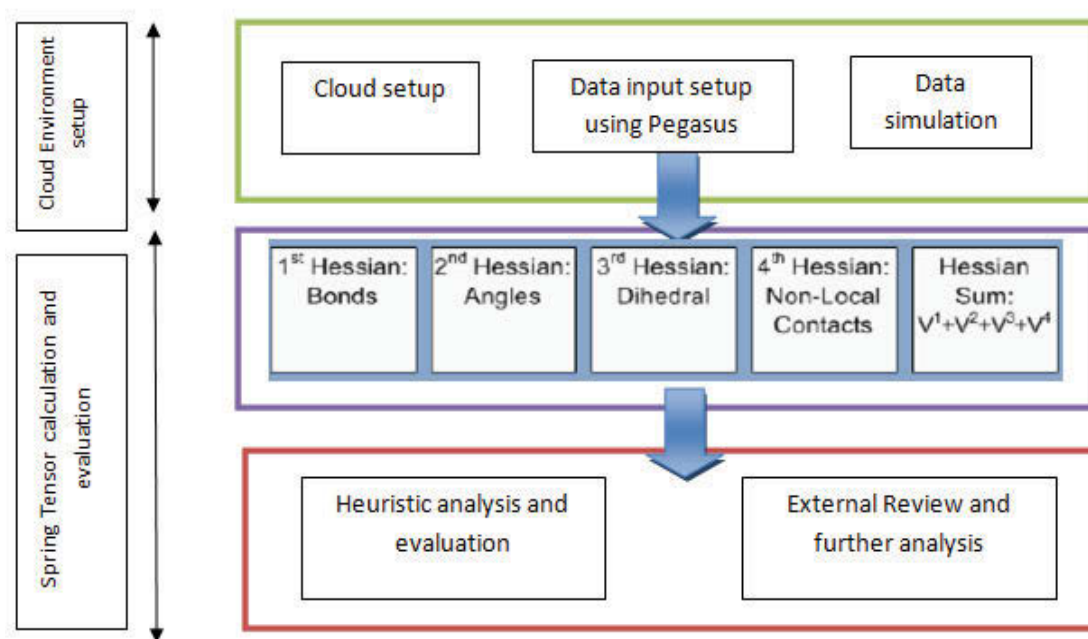 Cloud Environment
setup
Cloud setup
Data input setup
using Pegasus
Data
simulation
Spring Tensor calculation and
evaluation
1st Hessian:
Bonds
2nd Hessian:
Angles
3rd Hessian:
Dihedral
4th Hessian:
Non-Local
Contacts
Hessian
Sum:
V¹+V²+V³+V⁴
Heuristic analysis and
evaluation
External Review and
further analysis